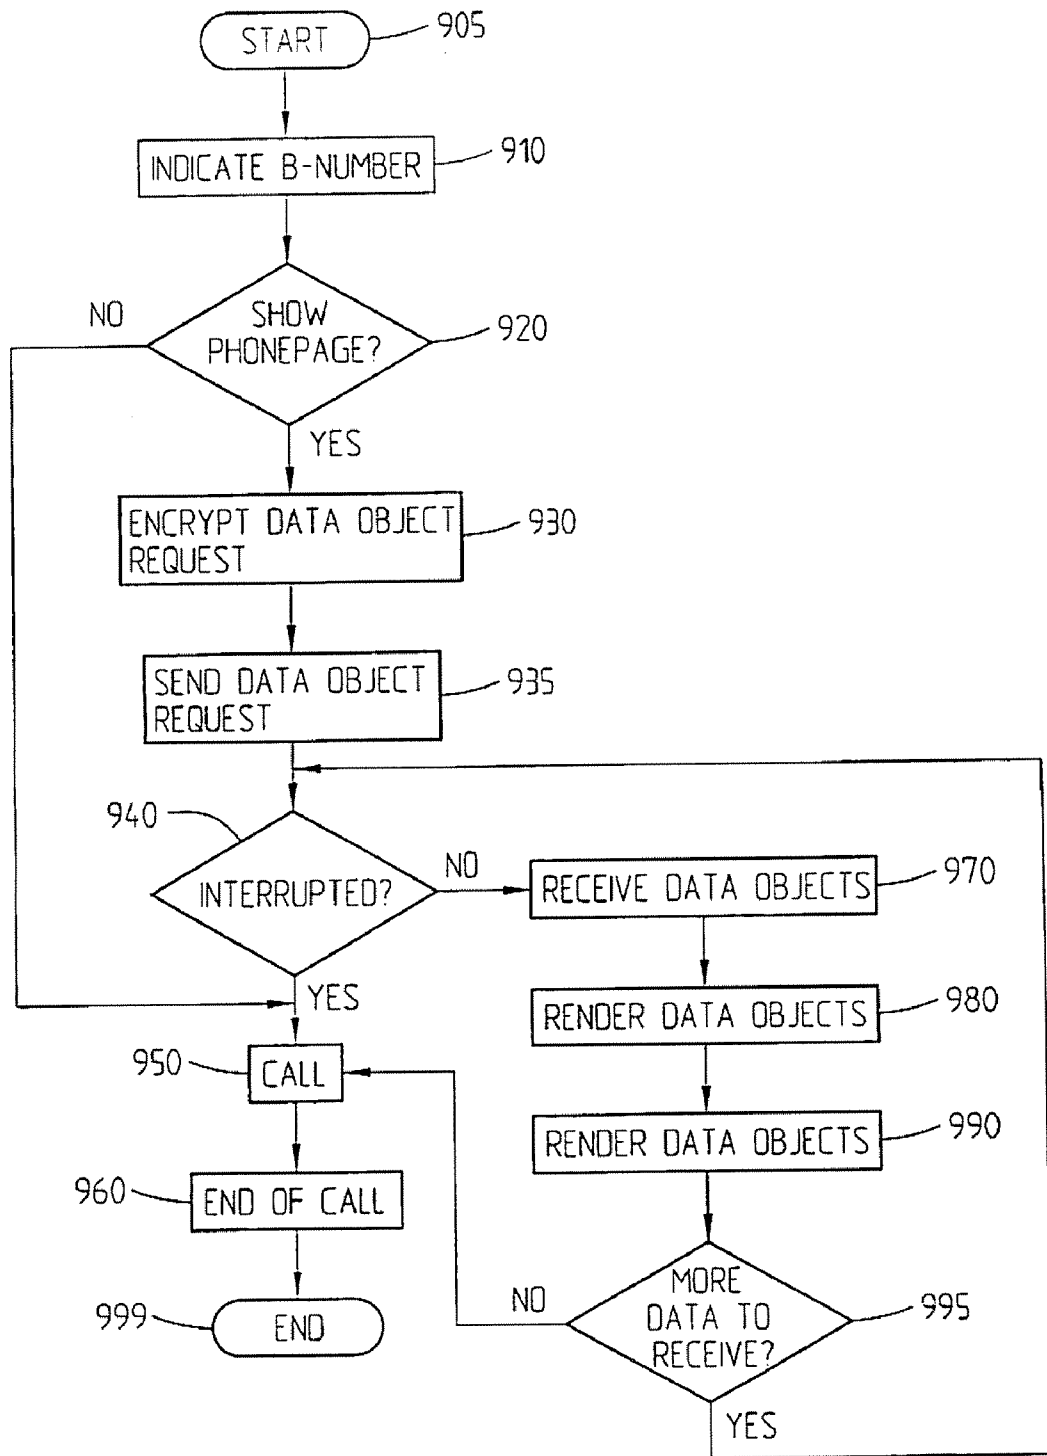 START
905
INDICATE B-NUMBER
910
NO
SHOW
PHONEPAGE?
920
YES
ENCRYPT DATA OBJECT
REQUEST
930
SEND DATA OBJECT
REQUEST
935
940
INTERRUPTED?
NO
RECEIVE DATA OBJECTS
970
YES
RENDER DATA OBJECTS
980
950
CALL
RENDER DATA OBJECTS
990
960
END OF CALL
999
END
NO
MORE
DATA TO
RECEIVE?
995
YES